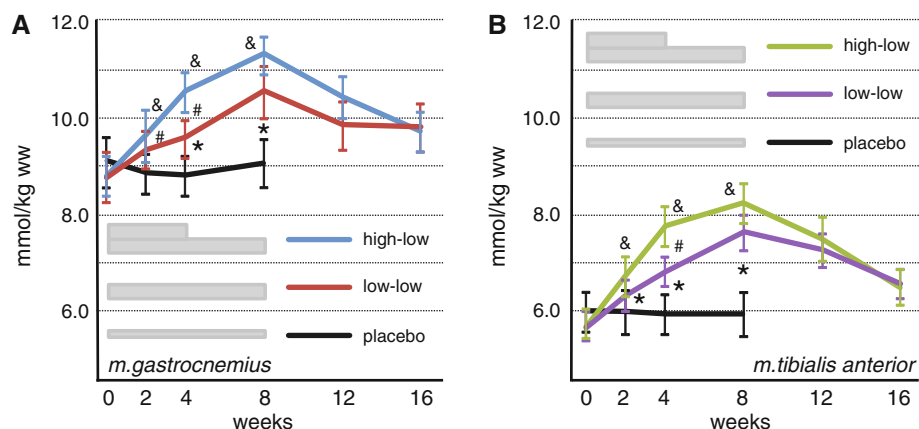 A
mmol/kg ww
12.0
10.0
8.0
6.0
& & &
# #
* *
high-low
low-low
placebo
m.gastrocnemius
0 2 4 8 12 16
weeks
B
mmol/kg ww
12.0
10.0
8.0
6.0
high-low
low-low
placebo
& & &
#
* * *
m.tibialis anterior
0 2 4 8 12 16
weeks